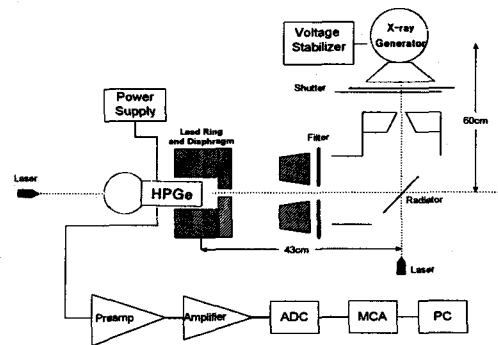 Voltage
Stabilizer
X-ray
Generator
Shutter
60cm
Power
Supply
Lead Ring
and Diaphragm
Filter
Laser
HPGe
Radiator
43cm
Laser
Preamp
Amplifier
ADC
MCA
PC